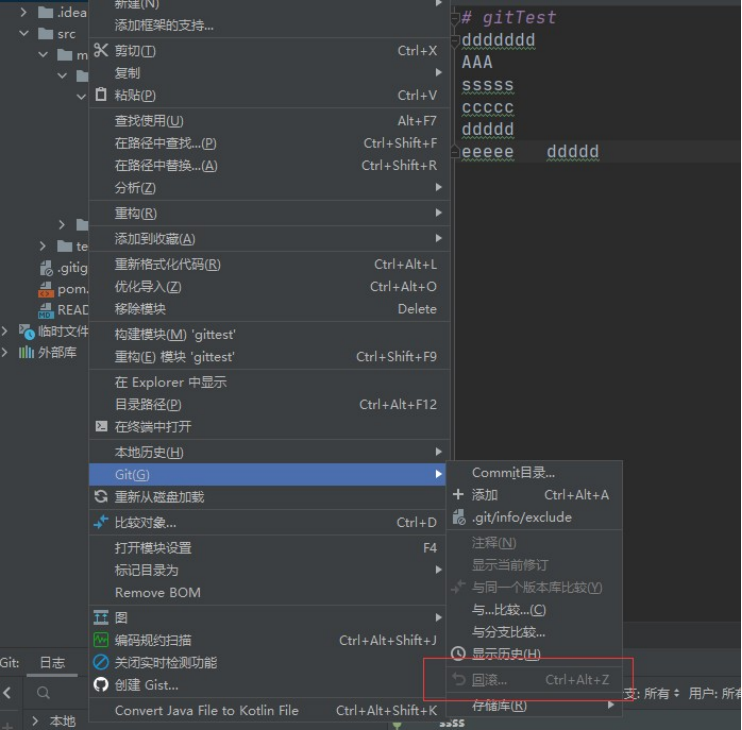 .idea
src
m
te
.gitig
pom.
READ
临时文件
外部库
新建(N)
添加框架的支持...
剪切(T) Ctrl+X
复制
粘贴(P) Ctrl+V
查找使用(U) Alt+F7
在路径中查找...(P) Ctrl+Shift+F
在路径中替换...(A) Ctrl+Shift+R
分析(Z)
重构(R)
添加到收藏(A)
重新格式化代码(R) Ctrl+Alt+L
优化导入(Z) Ctrl+Alt+O
移除模块 Delete
构建模块(M) 'gittest'
重构(E) 模块 'gittest' Ctrl+Shift+F9
在 Explorer 中显示
目录路径(P) Ctrl+Alt+F12
在终端中打开
本地历史(H)
Git(G)
重新从磁盘加载
比较对象... Ctrl+D
打开模块设置 F4
标记目录为
Remove BOM
图
编码规约扫描 Ctrl+Alt+Shift+J
关闭实时检测功能
创建 Gist...
Convert Java File to Kotlin File Ctrl+Alt+Shift+K
# gitTest
ddddddd
AAA
sssss
ccccc
ddddd
eeeee ddddd
Commit目录...
添加 Ctrl+Alt+A
.git/info/exclude
注释(N)
显示当前修订
与同一个版本库比较(Y)
与...比较...(C)
与分支比较...
显示历史(H)
回滚... Ctrl+Alt+Z
存储库(R)
Git: 日志
支: 所有 用户: 所有
本地
ssss